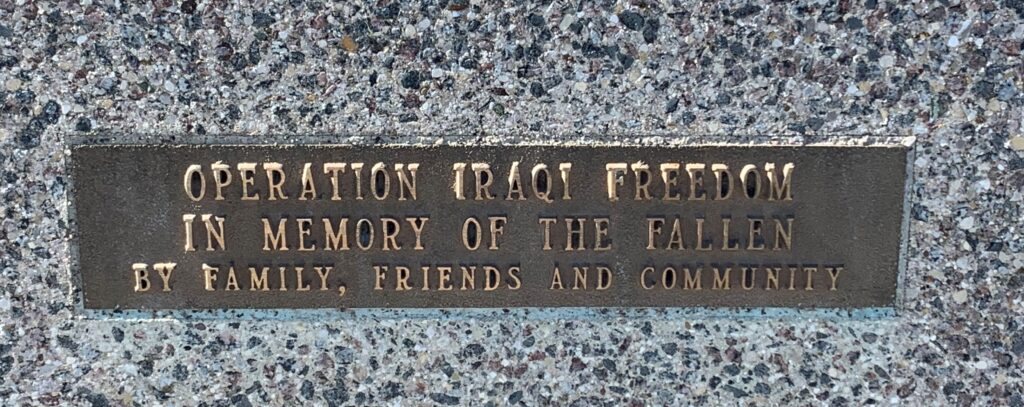 OPERATION IRAQI FREEDOM
IN MEMORY OF THE FALLEN
BY FAMILY, FRIENDS AND COMMUNITY